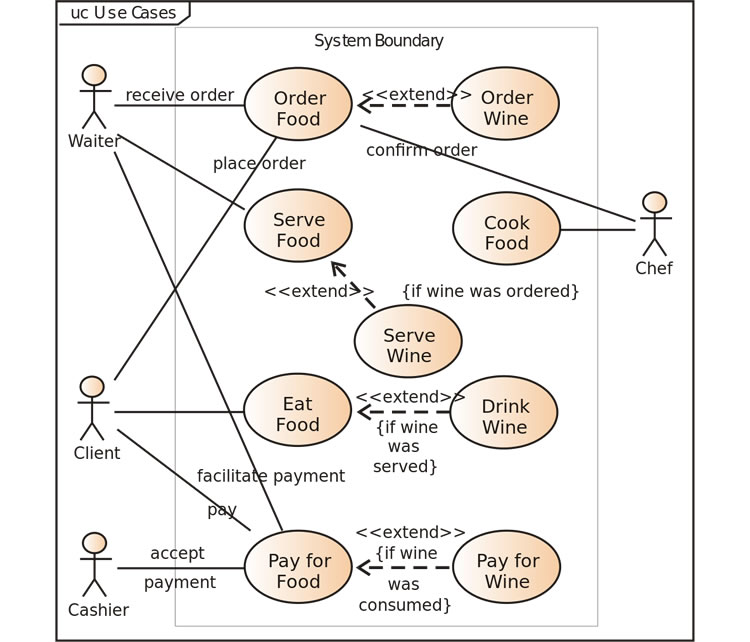 uc Use Cases
System Boundary
receive order
Order
Food
<<extend>>
Order
Wine
Waiter
confirm order
place order
Serve
Food
Cook
Food
Chef
<<extend>>
{if wine was ordered}
Serve
Wine
Eat
Food
<<extend>>
{if wine
was
served}
Drink
Wine
Client
facilitate payment
pay
accept
payment
Pay for
Food
<<extend>>
{if wine
was
consumed}
Pay for
Wine
Cashier